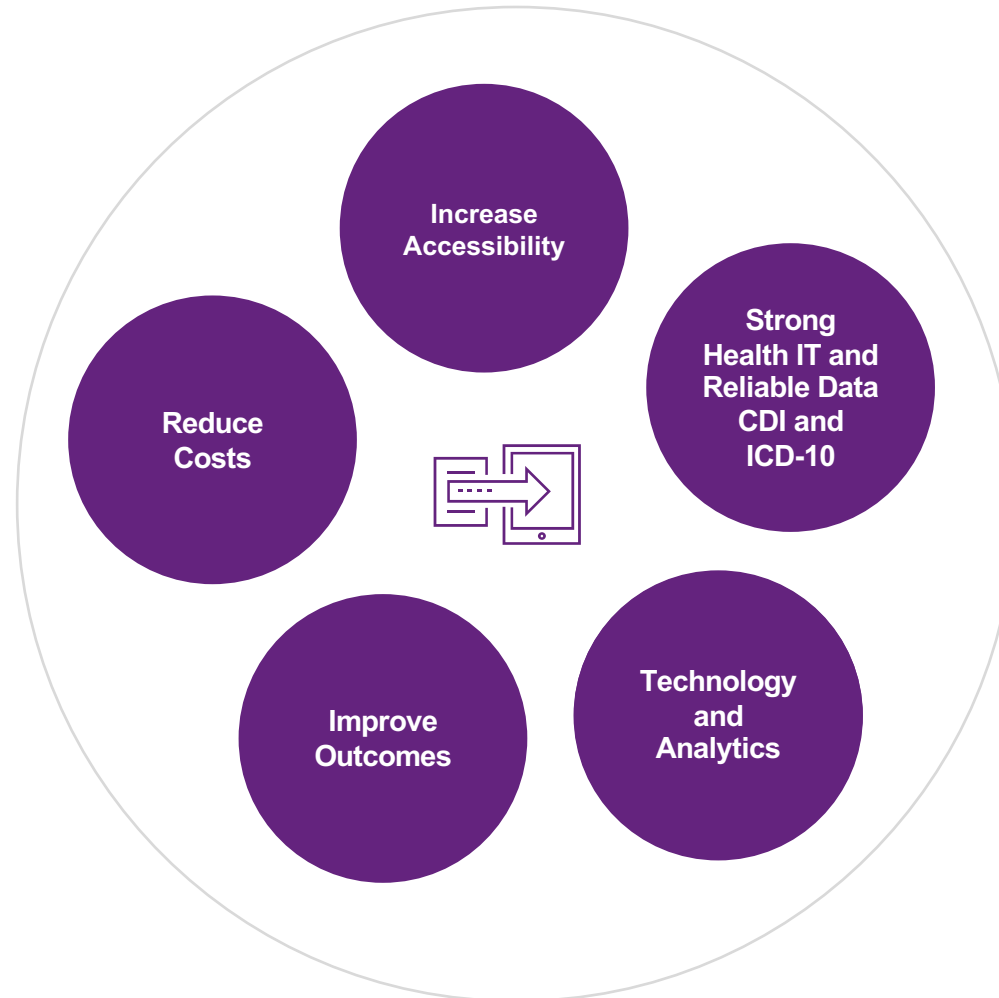 Increase
Accessibility
Strong
Health IT and
Reliable Data
CDI and
ICD-10
Reduce
Costs
Technology
and
Analytics
Improve
Outcomes